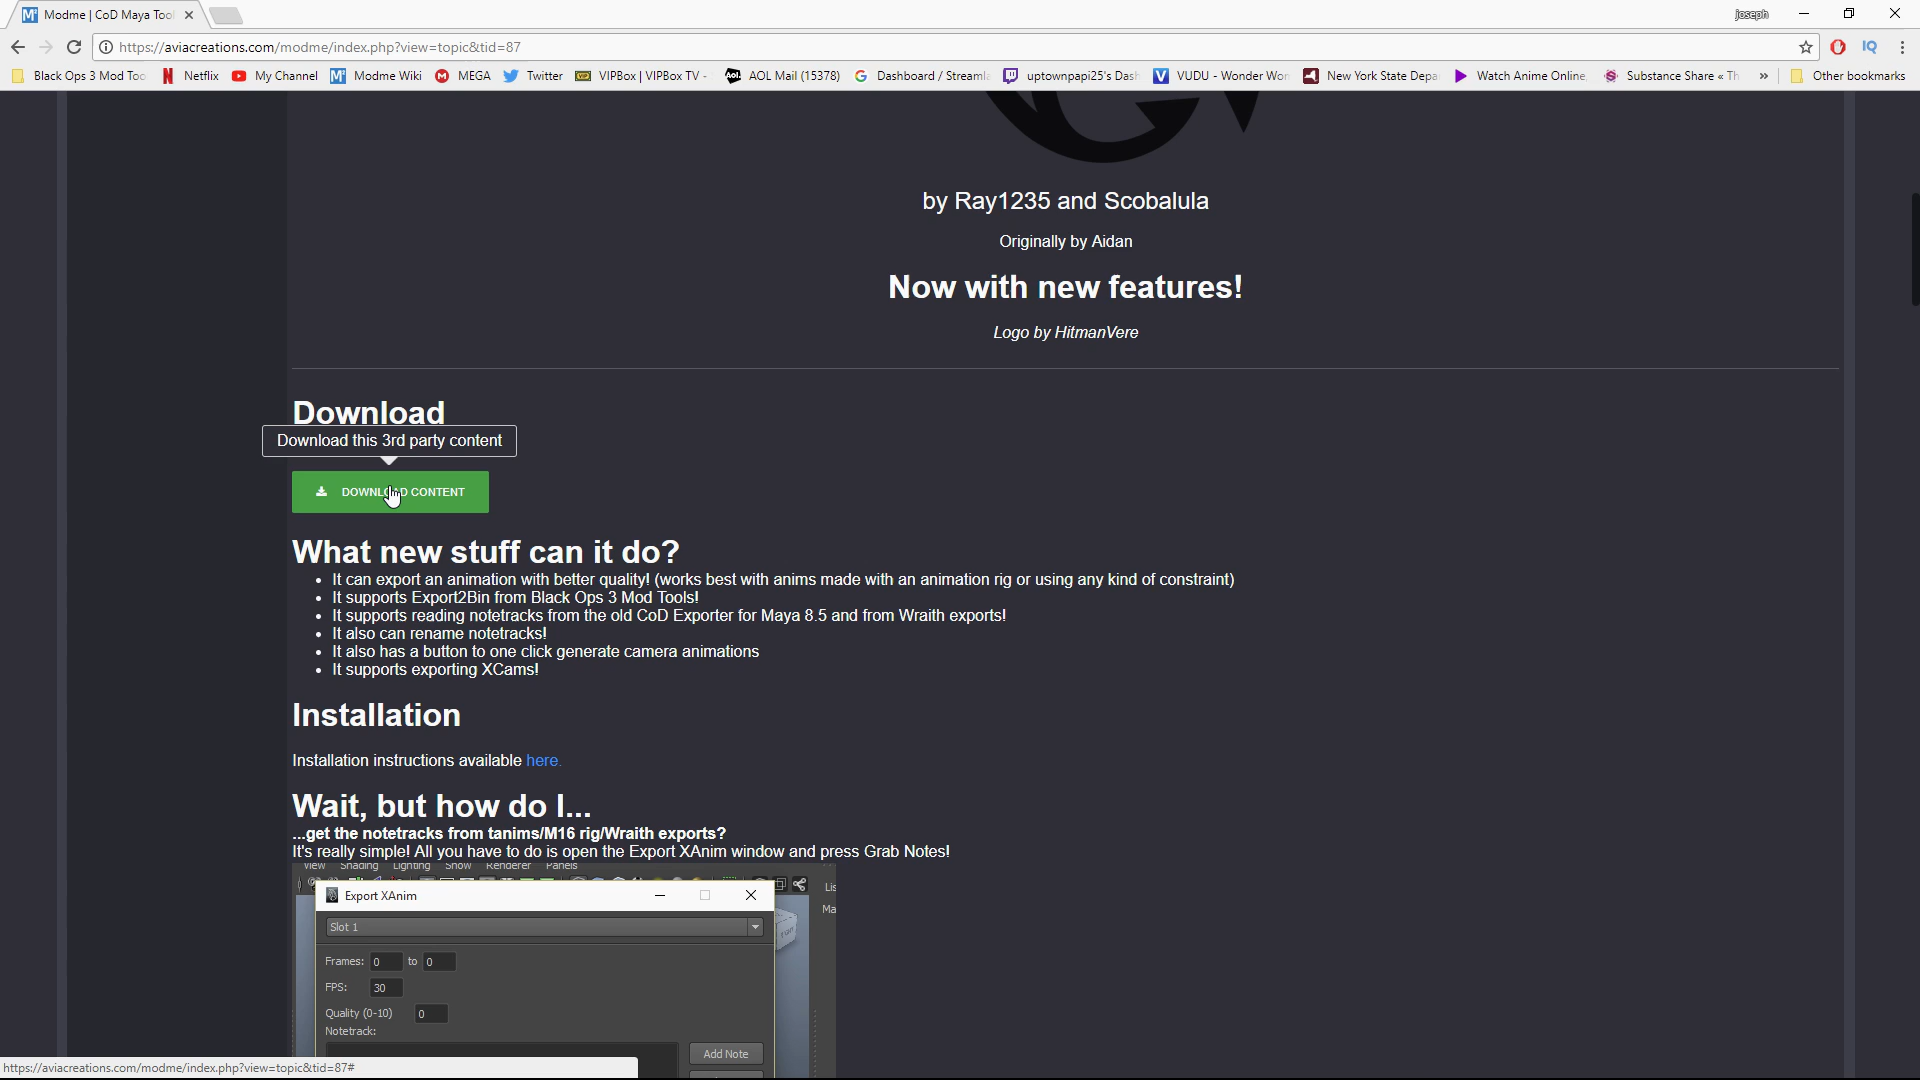 Modme | CoD Maya Too
joseph
https://aviacreations.com/modme/index.php?view=topic&tid=87
IQ
Black Ops 3 Mod Too
Netflix
My Channel
Modme Wiki
MEGA
Twitter
VIPBox | VIPBox TV -
AOL Mail (15378)
Dashboard / Streaml
uptownpapi25's Dash
VUDU - Wonder Wor
New York State Depa
Watch Anime Online,
Substance Share « Th
»
Other bookmarks
by Ray1235 and Scobalula
Originally by Aidan
Now with new features!
Logo by HitmanVere
Download
Download this 3rd party content
DOWNLOAD CONTENT
What new stuff can it do?
• It can export an animation with better quality! (works best with anims made with an animation rig or using any kind of constraint)
• It supports Export2Bin from Black Ops 3 Mod Tools!
• It supports reading notetracks from the old CoD Exporter for Maya 8.5 and from Wraith exports!
• It also can rename notetracks!
• It also has a button to one click generate camera animations
• It supports exporting XCams!
Installation
Installation instructions available here.
Wait, but how do I...
...get the notetracks from tanims/M16 rig/Wraith exports?
It's really simple! All you have to do is open the Export XAnim window and press Grab Notes!
View Shading Lighting Show Renderer Panels
Lis
Export XAnim
Ma
Slot 1
Frames: 0 to 0
FPS: 30
Quality (0-10) 0
Notetrack:
Add Note
https://aviacreations.com/modme/index.php?view=topic&tid=87#